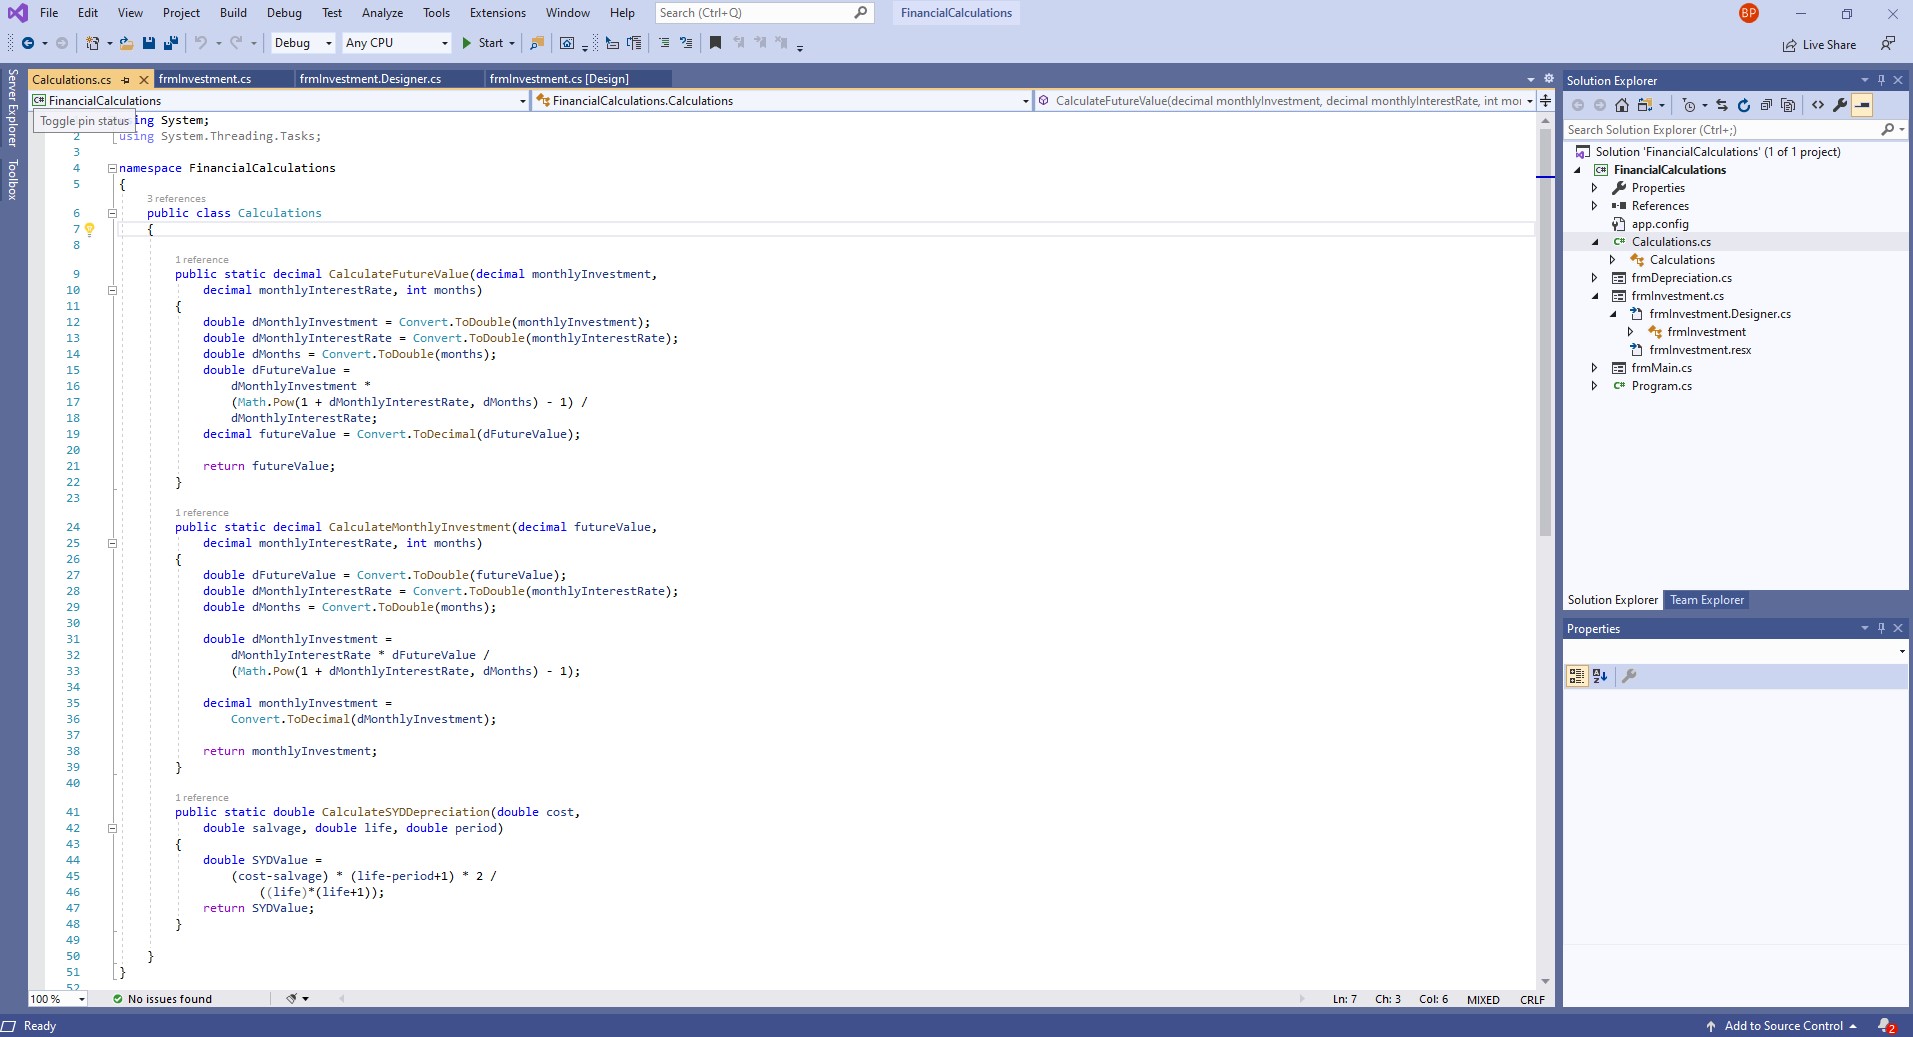 File Edit View Project Build Debug Test Analyze Tools Extensions Window Help Search (Ctrl+Q) FinancialCalculations BP
Debug Any CPU Start Live Share
Server Explorer
Toolbox
Calculations.cs frmInvestment.cs frmInvestment.Designer.cs frmInvestment.cs [Design]
C# FinancialCalculations FinancialCalculations.Calculations CalculateFutureValue(decimal monthlyInvestment, decimal monthlyInterestRate, int mo
Toggle pin status
ing System;
2 using System.Threading.Tasks;
3
4 namespace FinancialCalculations
5 {
3 references
6 public class Calculations
7 {
8
1 reference
9 public static decimal CalculateFutureValue(decimal monthlyInvestment,
10 decimal monthlyInterestRate, int months)
11 {
12 double dMonthlyInvestment = Convert.ToDouble(monthlyInvestment);
13 double dMonthlyInterestRate = Convert.ToDouble(monthlyInterestRate);
14 double dMonths = Convert.ToDouble(months);
15 double dFutureValue =
16 dMonthlyInvestment *
17 (Math.Pow(1 + dMonthlyInterestRate, dMonths) - 1) /
18 dMonthlyInterestRate;
19 decimal futureValue = Convert.ToDecimal(dFutureValue);
20
21 return futureValue;
22 }
23
1 reference
24 public static decimal CalculateMonthlyInvestment(decimal futureValue,
25 decimal monthlyInterestRate, int months)
26 {
27 double dFutureValue = Convert.ToDouble(futureValue);
28 double dMonthlyInterestRate = Convert.ToDouble(monthlyInterestRate);
29 double dMonths = Convert.ToDouble(months);
30
31 double dMonthlyInvestment =
32 dMonthlyInterestRate * dFutureValue /
33 (Math.Pow(1 + dMonthlyInterestRate, dMonths) - 1);
34
35 decimal monthlyInvestment =
36 Convert.ToDecimal(dMonthlyInvestment);
37
38 return monthlyInvestment;
39 }
40
1 reference
41 public static double CalculateSYDDepreciation(double cost,
42 double salvage, double life, double period)
43 {
44 double SYDValue =
45 (cost-salvage) * (life-period+1) * 2 /
46 ((life)*(life+1));
47 return SYDValue;
48 }
49
50 }
51 }
52
100 % No issues found Ln: 7 Ch: 3 Col: 6 MIXED CRLF
Solution Explorer
Search Solution Explorer (Ctrl+;)
Solution 'FinancialCalculations' (1 of 1 project)
C# FinancialCalculations
Properties
References
app.config
C# Calculations.cs
Calculations
frmDepreciation.cs
frmInvestment.cs
frmInvestment.Designer.cs
frmInvestment
frmInvestment.resx
frmMain.cs
C# Program.cs
Solution Explorer Team Explorer
Properties
Ready Add to Source Control 2